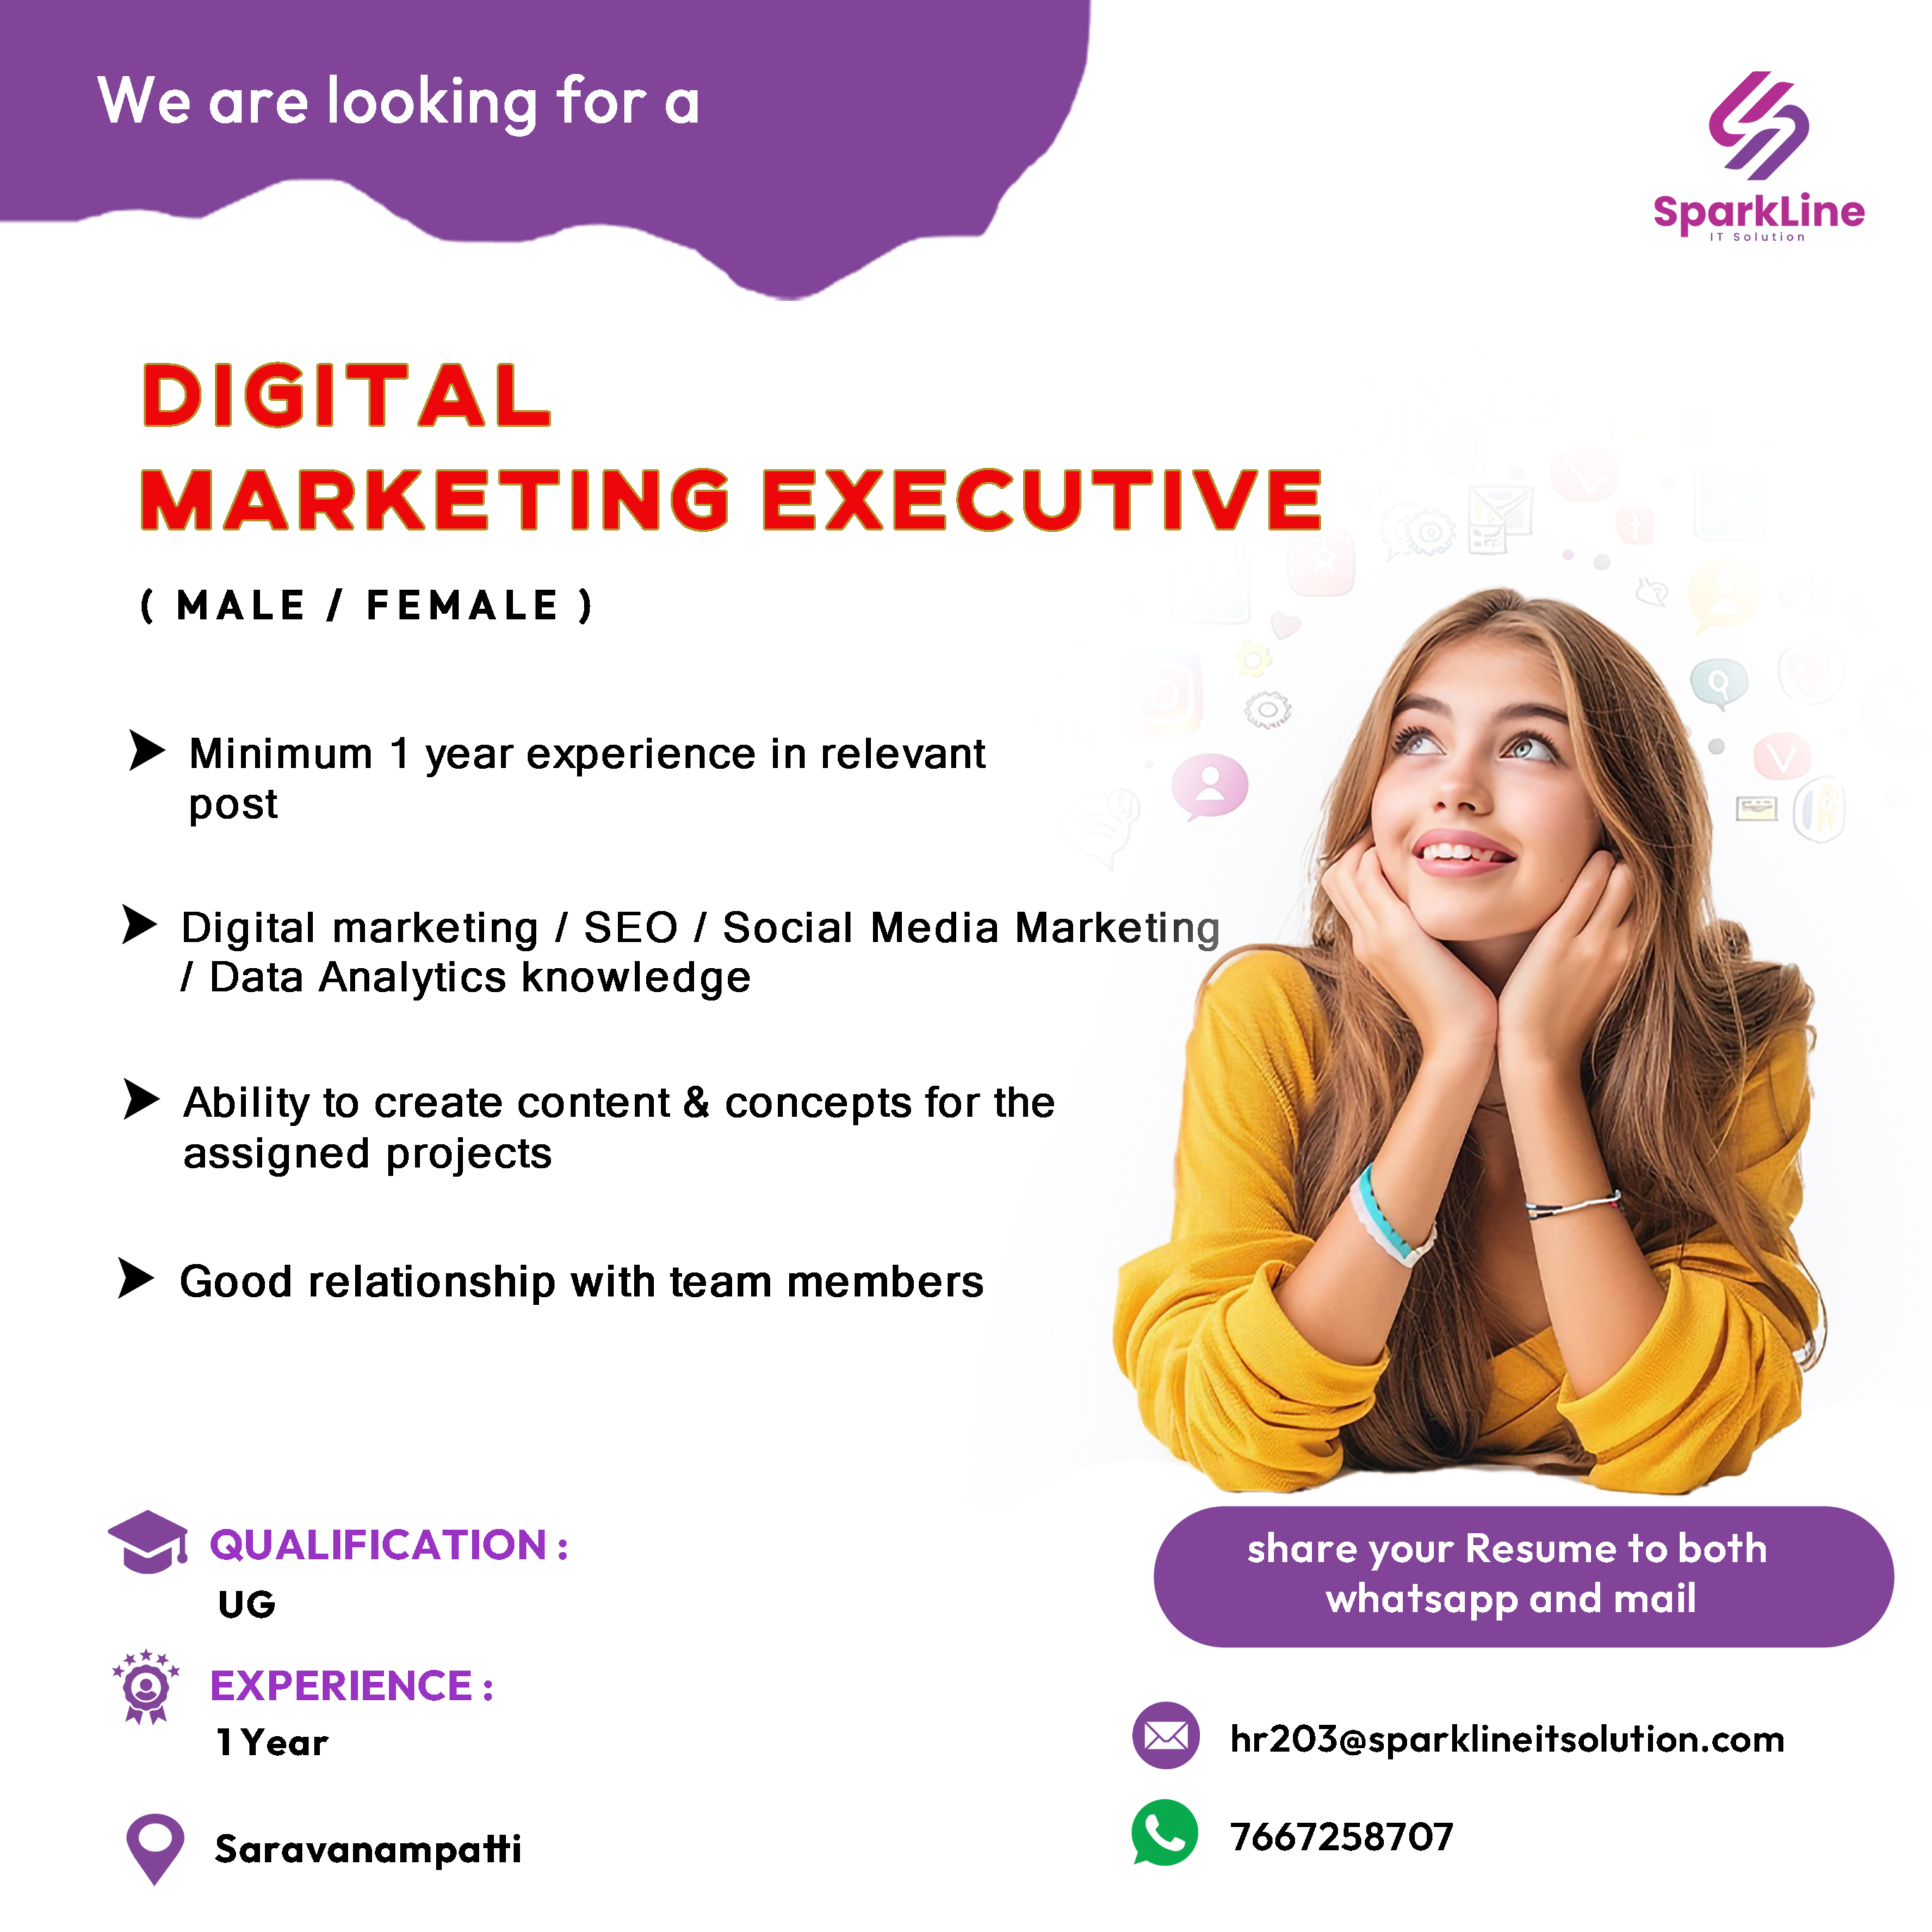 We are looking for a
SparkLine
IT Solution
DIGITAL
MARKETING EXECUTIVE
( MALE / FEMALE )
Minimum 1 year experience in relevant
post
Digital marketing / SEO / Social Media Marketing
/ Data Analytics knowledge
Ability to create content & concepts for the
assigned projects
Good relationship with team members
QUALIFICATION :
UG
EXPERIENCE :
1 Year
Saravanampatti
share your Resume to both
whatsapp and mail
hr203@sparklineitsolution.com
7667258707